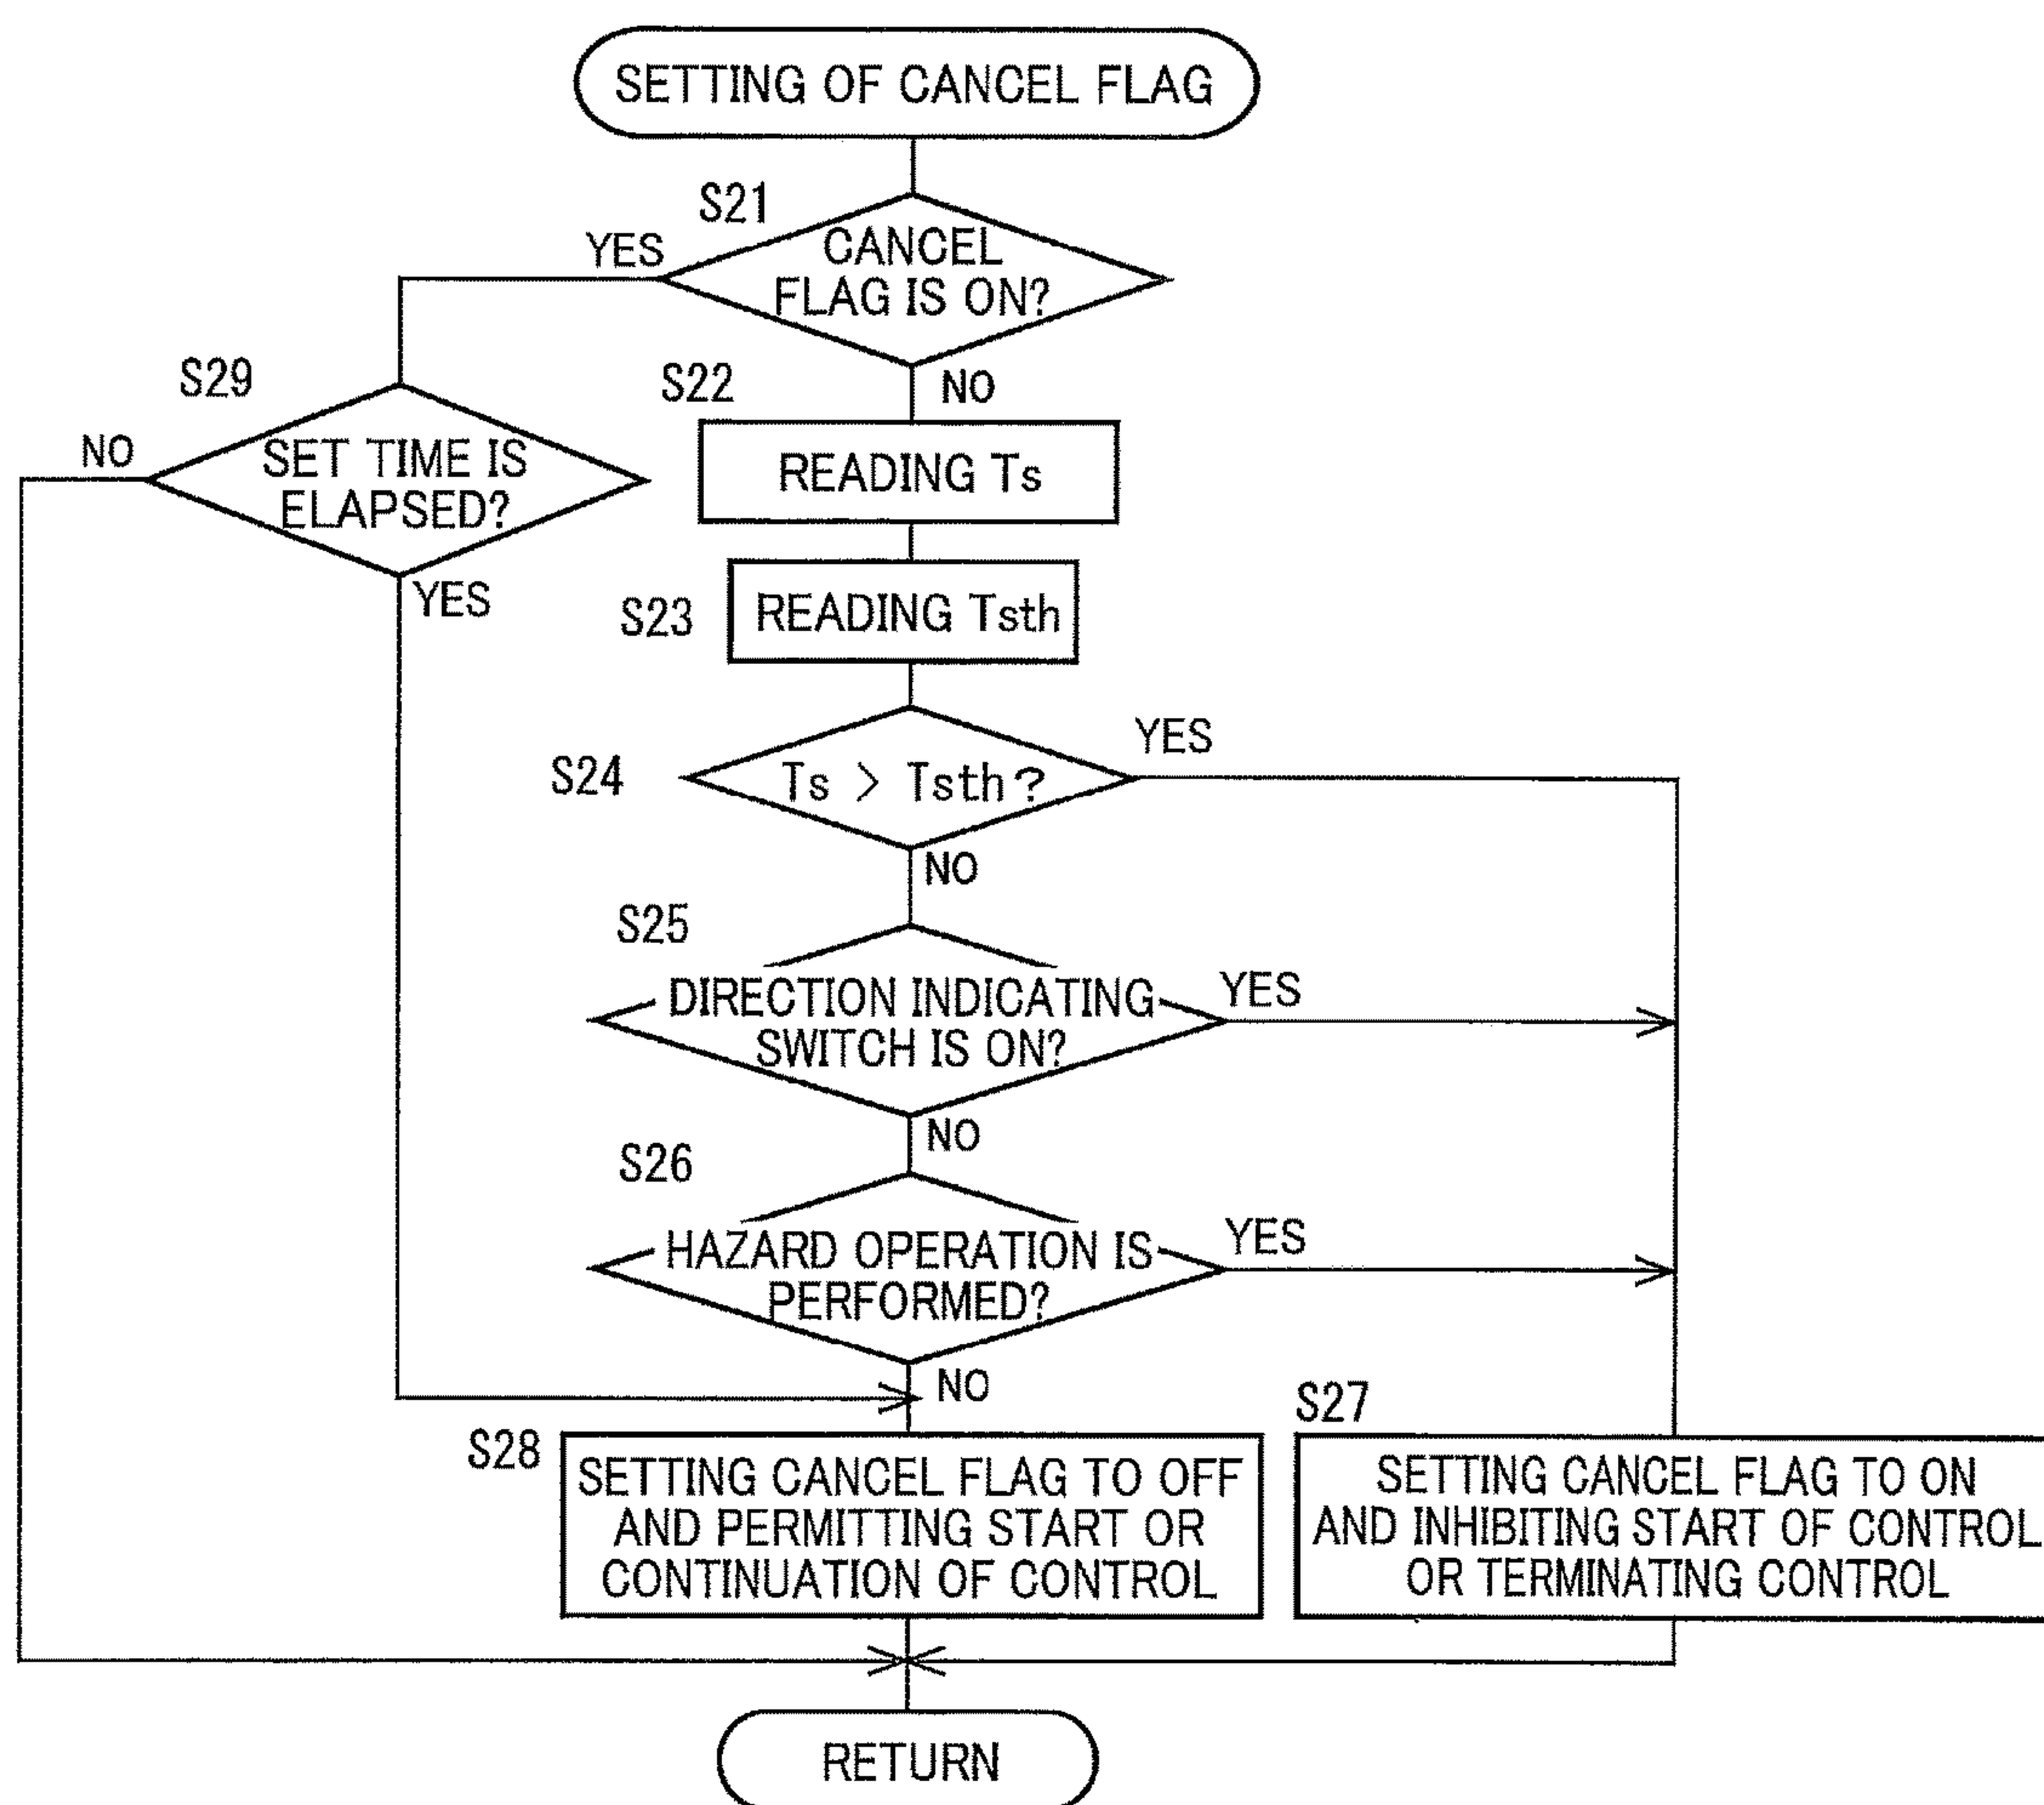 SETTING OF CANCEL FLAG
S21
YES
CANCEL
FLAG IS ON?
S29
S22
NO
NO
SET TIME IS
ELAPSED?
READING Ts
YES
S23
READING Tsth
YES
S24
Ts > Tsth?
NO
S25
DIRECTION INDICATING
SWITCH IS ON?
YES
NO
S26
HAZARD OPERATION IS
PERFORMED?
YES
NO
S27
S28
SETTING CANCEL FLAG TO OFF
AND PERMITTING START OR
CONTINUATION OF CONTROL
SETTING CANCEL FLAG TO ON
AND INHIBITING START OF CONTROL
OR TERMINATING CONTROL
RETURN